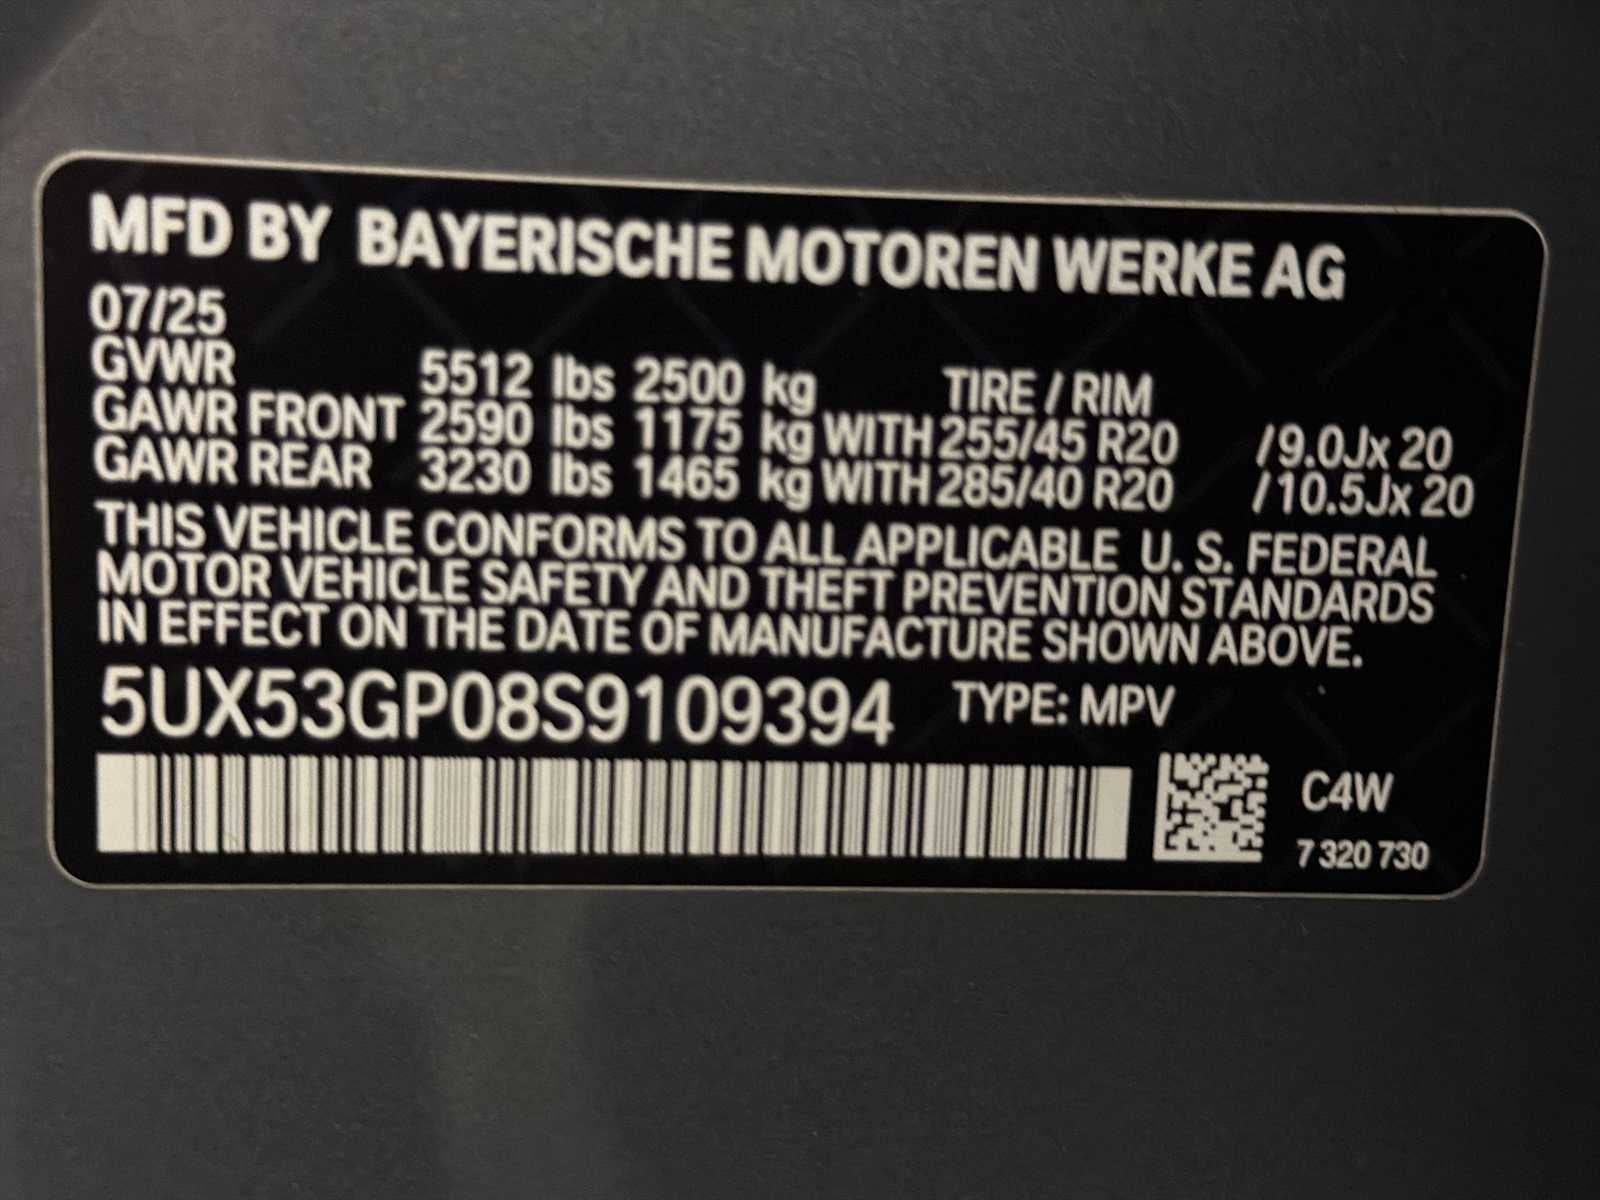 MFD BY BAYERISCHE MOTOREN WERKE AG
07/25
GVWR 5512 lbs 2500 kg TIRE / RIM
GAWR FRONT 2590 lbs 1175 kg WITH 255/45 R20 /9.0Jx 20
GAWR REAR 3230 lbs 1465 kg WITH 285/40 R20 /10.5Jx 20
THIS VEHICLE CONFORMS TO ALL APPLICABLE U. S. FEDERAL
MOTOR VEHICLE SAFETY AND THEFT PREVENTION STANDARDS
IN EFFECT ON THE DATE OF MANUFACTURE SHOWN ABOVE.
5UX53GP08S9109394 TYPE: MPV
C4W
7 320 730